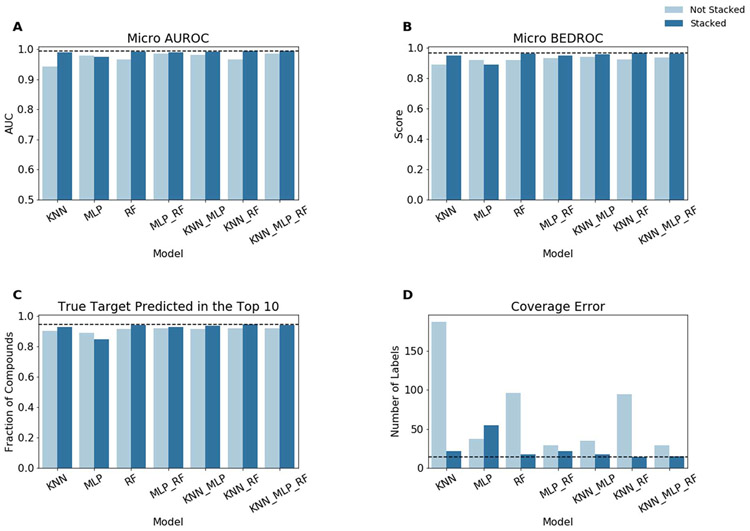 Not Stacked
Stacked
A
Micro AUROC
1.0
0.9
0.8
0.7
0.6
0.5
AUC
KNN
MLP
RF
MLP_RF
KNN_MLP
KNN_RF
KNN_MLP_RF
Model
B
Micro BEDROC
1.0
0.8
0.6
0.4
0.2
0.0
Score
KNN
MLP
RF
MLP_RF
KNN_MLP
KNN_RF
KNN_MLP_RF
Model
C
True Target Predicted in the Top 10
1.0
0.8
0.6
0.4
0.2
0.0
Fraction of Compounds
KNN
MLP
RF
MLP_RF
KNN_MLP
KNN_RF
KNN_MLP_RF
Model
D
Coverage Error
150
100
50
0
Number of Labels
KNN
MLP
RF
MLP_RF
KNN_MLP
KNN_RF
KNN_MLP_RF
Model